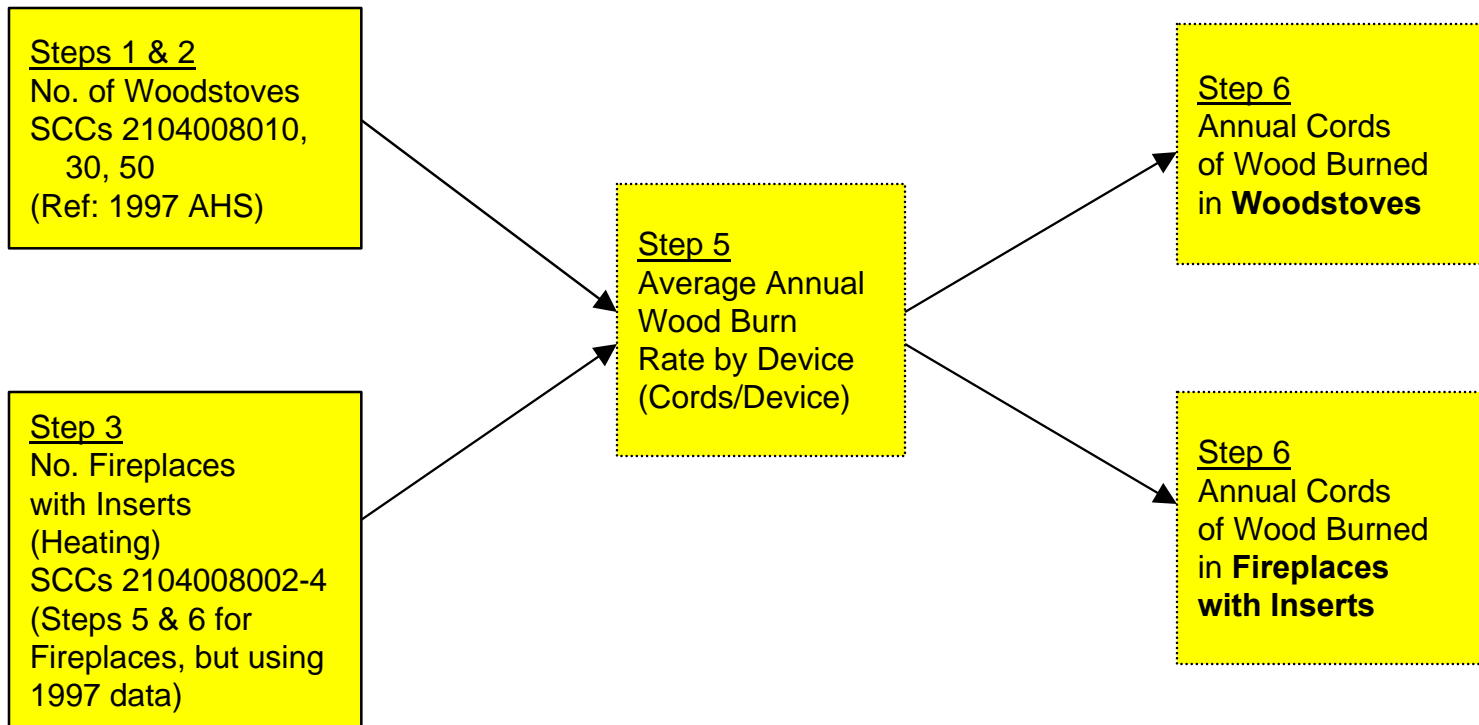 Steps 1 & 2
No. of Woodstoves
SCCs 2104008010,
30, 50
(Ref: 1997 AHS)
Step 3
No. Fireplaces
with Inserts
(Heating)
SCCs 2104008002-4
(Steps 5 & 6 for
Fireplaces, but using
1997 data)
Step 5
Average Annual
Wood Burn
Rate by Device
(Cords/Device)
Step 6
Annual Cords
of Wood Burned
in Woodstoves
Step 6
Annual Cords
of Wood Burned
in Fireplaces
with Inserts